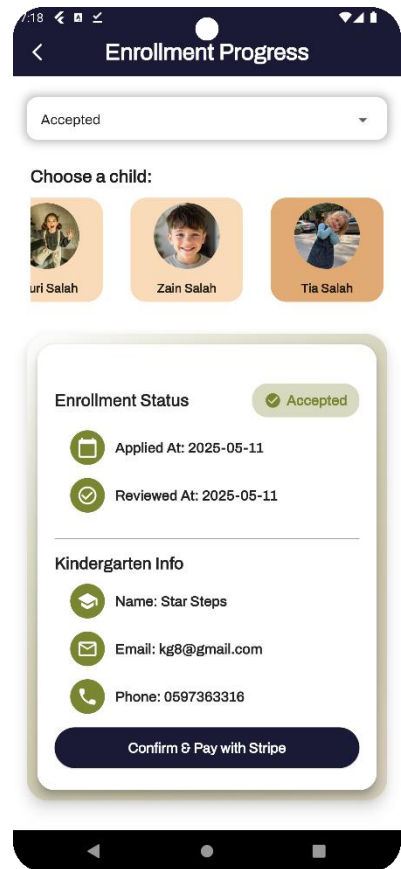 7:18
Enrollment Progress
Accepted
Choose a child:
uri Salah
Zain Salah
Tia Salah
Enrollment Status
Accepted
Applied At: 2025-05-11
Reviewed At: 2025-05-11
Kindergarten Info
Name: Star Steps
Email: kg8@gmail.com
Phone: 0597363316
Confirm & Pay with Stripe